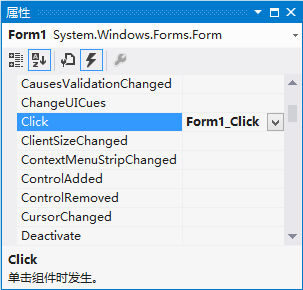 属性
Form1 System.Windows.Forms.Form
CausesValidationChanged
ChangeUICues
Click Form1_Click
ClientSizeChanged
ContextMenuStripChanged
ControlAdded
ControlRemoved
CursorChanged
Deactivate
Click
单击组件时发生。